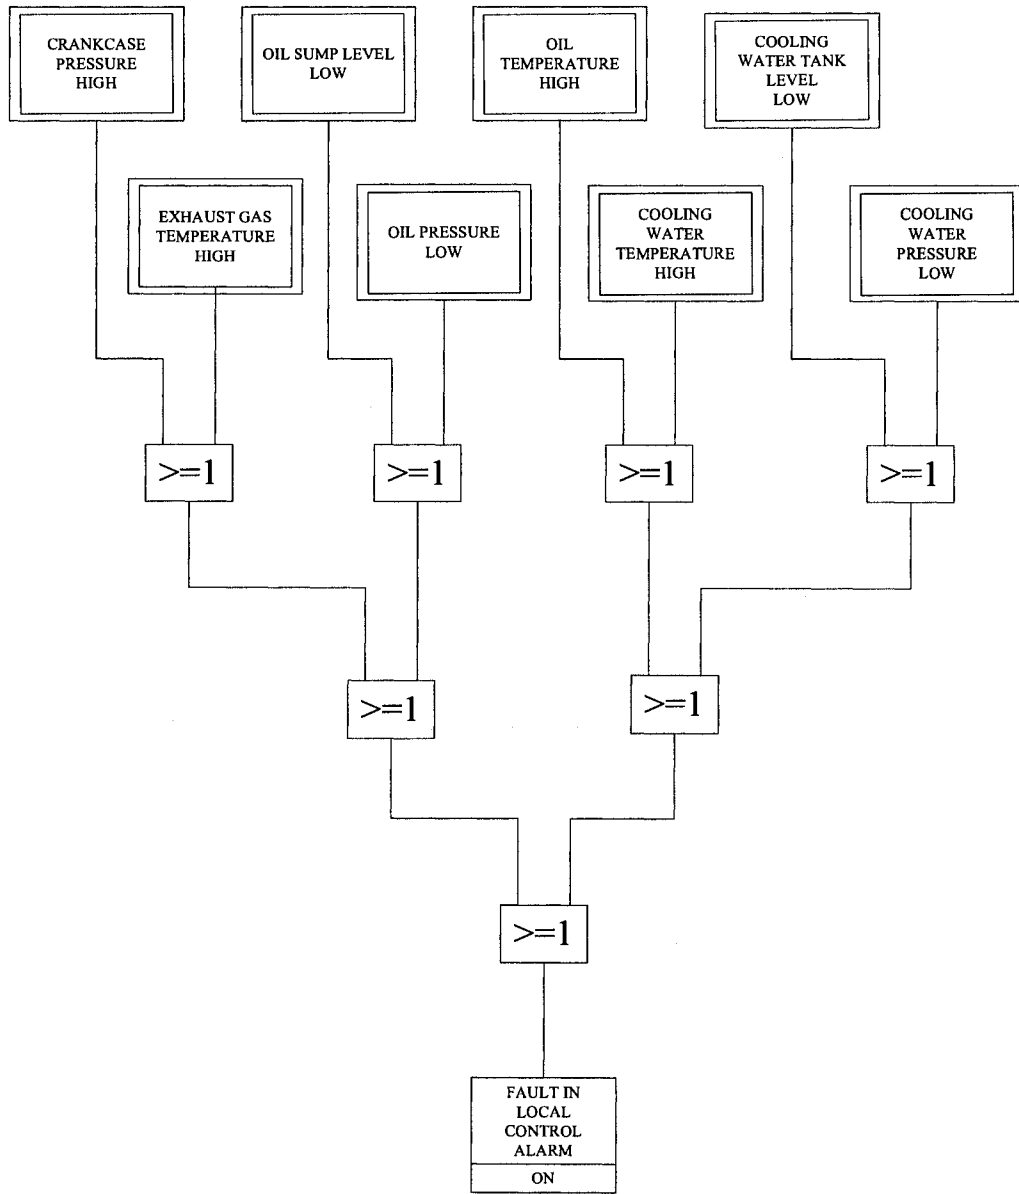 CRANKCASE
PRESSURE
HIGH
OIL SUMP LEVEL
LOW
OIL
TEMPERATURE
HIGH
COOLING
WATER TANK
LEVEL
LOW
EXHAUST GAS
TEMPERATURE
HIGH
OIL PRESSURE
LOW
COOLING
WATER
TEMPERATURE
HIGH
COOLING
WATER
PRESSURE
LOW
>=1
>=1
>=1
>=1
>=1
>=1
>=1
FAULT IN
LOCAL
CONTROL
ALARM
ON